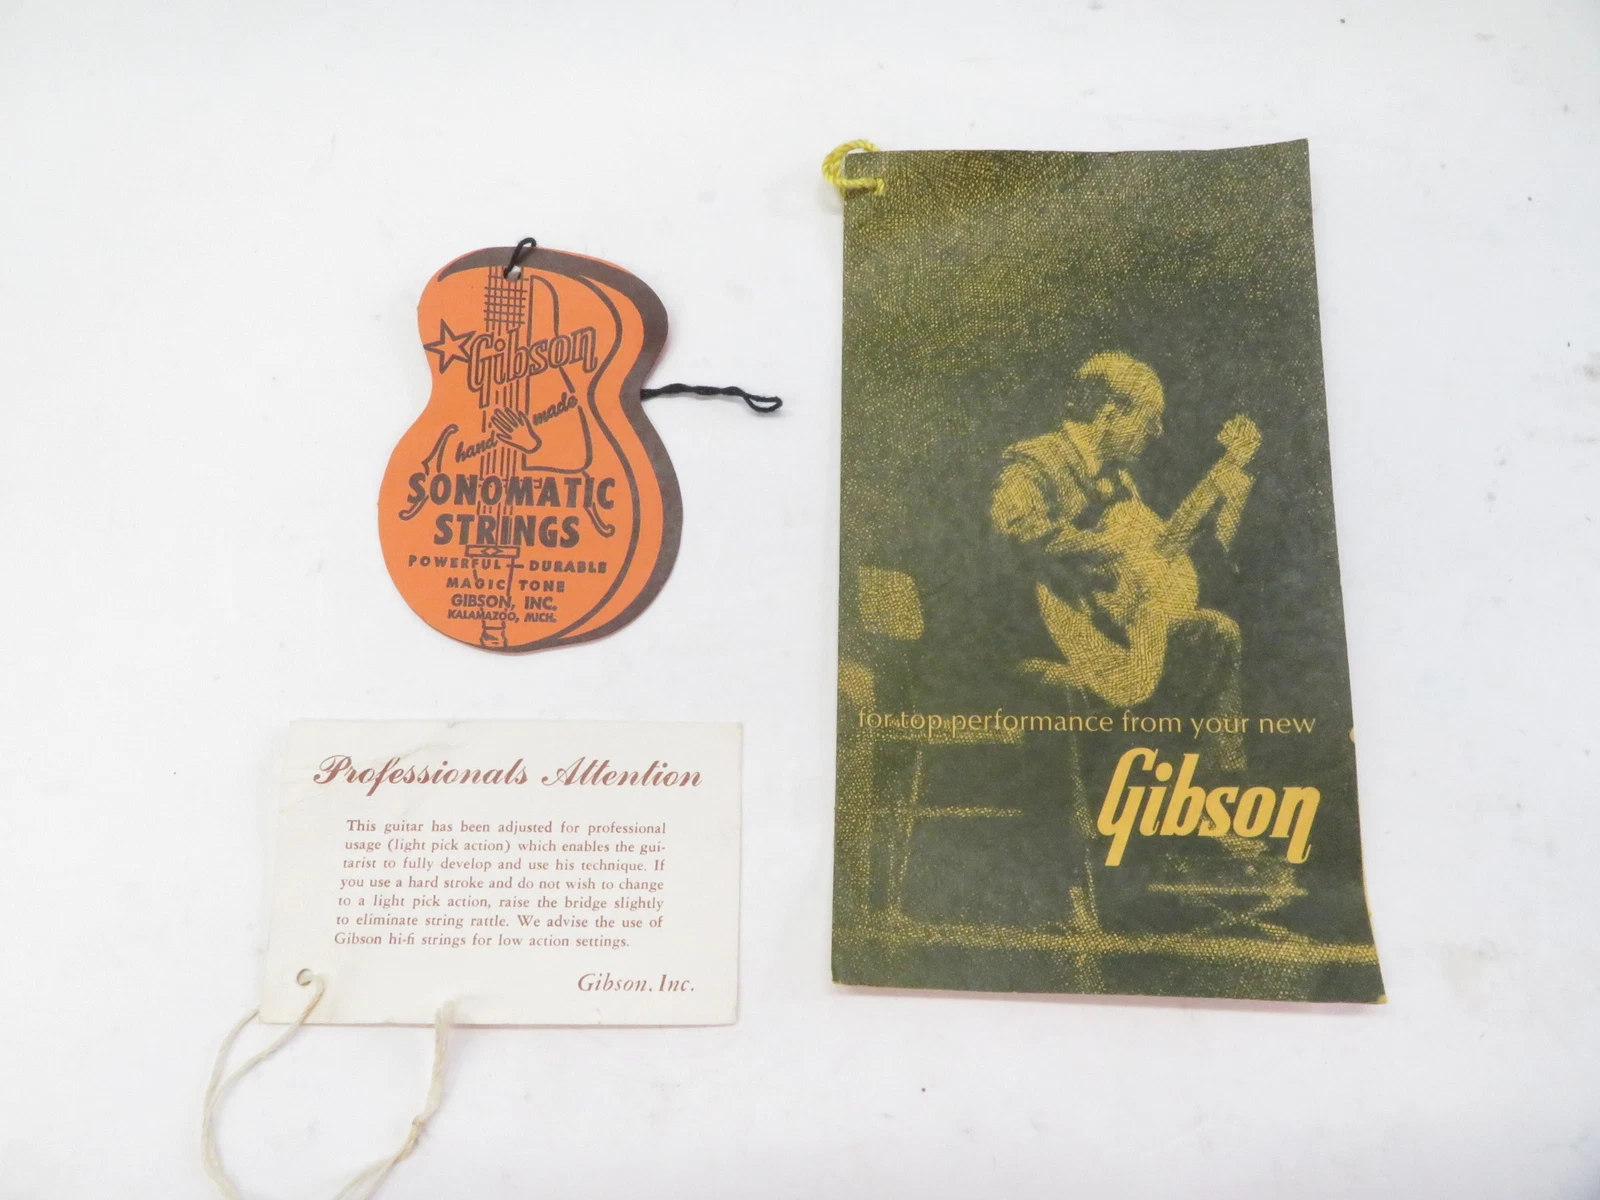 Gibson
hand made
SONOMATIC
STRINGS
POWERFUL - DURABLE
MAGIC TONE
GIBSON, INC.
KALAMAZOO, MICH.
Professionals Attention
This guitar has been adjusted for professional
usage (light pick action) which enables the gui-
tarist to fully develop and use his technique. If
you use a hard stroke and do not wish to change
to a light pick action, raise the bridge slightly
to eliminate string rattle. We advise the use of
Gibson hi-fi strings for low action settings.
Gibson, Inc.
for top performance from your new
Gibson